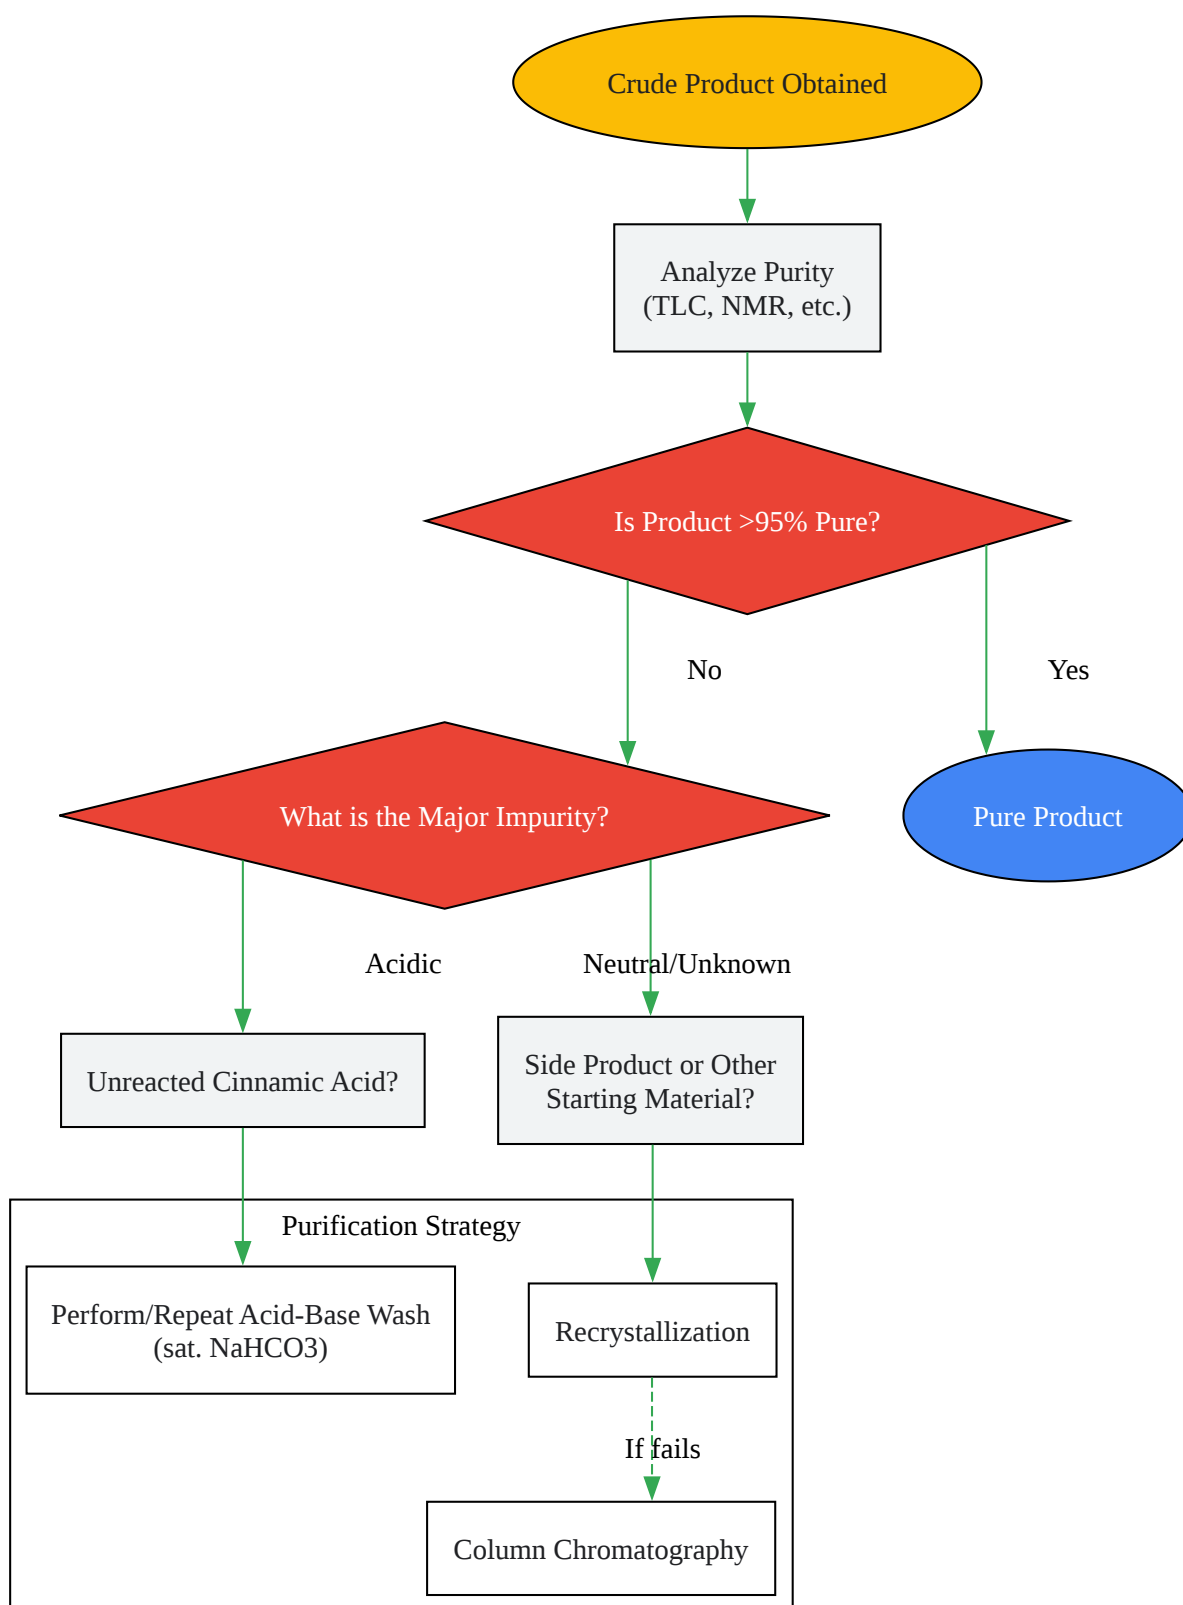 Crude Product Obtained
Analyze Purity
(TLC, NMR, etc.)
Is Product >95% Pure?
No
Yes
What is the Major Impurity?
Pure Product
Acidic
Neutral/Unknown
Unreacted Cinnamic Acid?
Side Product or Other
Starting Material?
Purification Strategy
Perform/Repeat Acid-Base Wash
(sat. NaHCO3)
Recrystallization
If fails
Column Chromatography